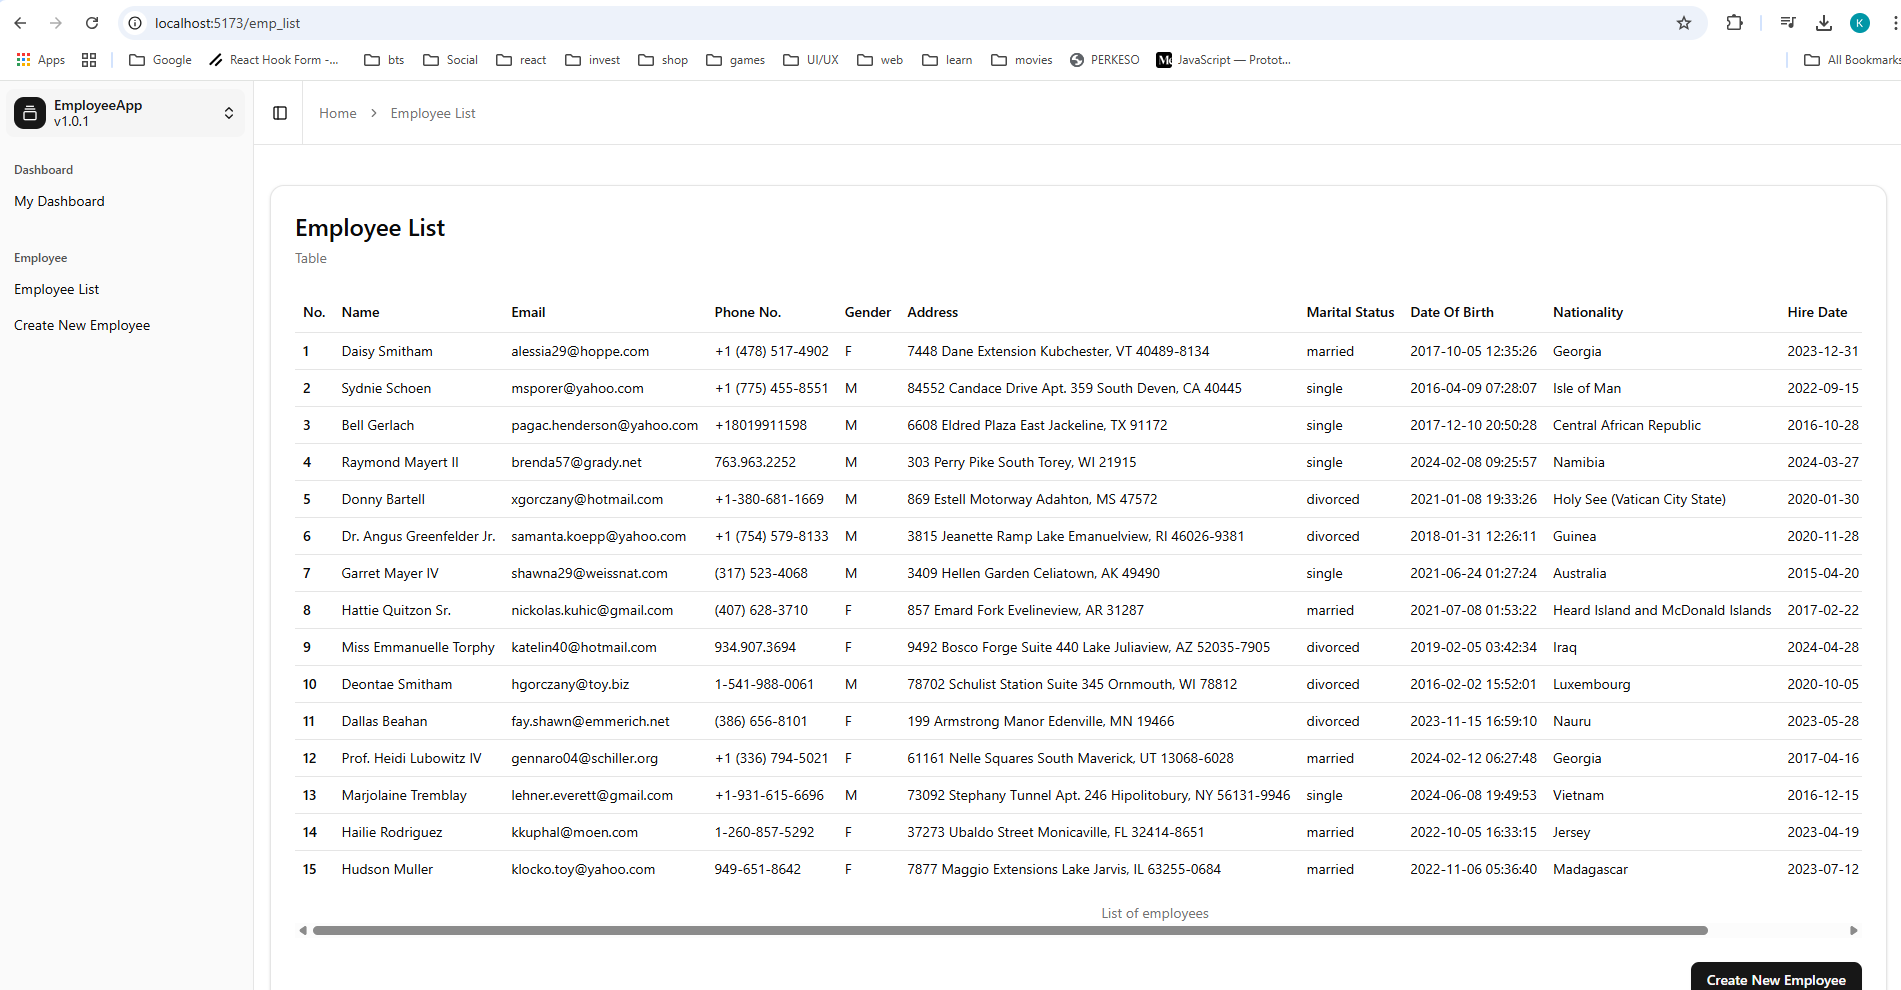 localhost:5173/emp_list
K
Apps Google React Hook Form -... bts Social react invest shop games UI/UX web learn movies PERKESO JavaScript — Protot... All Bookmarks
EmployeeApp
v1.0.1
Home > Employee List
Dashboard
My Dashboard
Employee
Employee List
Create New Employee
Employee List
Table
No. Name Email Phone No. Gender Address Marital Status Date Of Birth Nationality Hire Date
1 Daisy Smitham alessia29@hoppe.com +1 (478) 517-4902 F 7448 Dane Extension Kubchester, VT 40489-8134 married 2017-10-05 12:35:26 Georgia 2023-12-31
2 Sydnie Schoen msporer@yahoo.com +1 (775) 455-8551 M 84552 Candace Drive Apt. 359 South Deven, CA 40445 single 2016-04-09 07:28:07 Isle of Man 2022-09-15
3 Bell Gerlach pagac.henderson@yahoo.com +18019911598 M 6608 Eldred Plaza East Jackeline, TX 91172 single 2017-12-10 20:50:28 Central African Republic 2016-10-28
4 Raymond Mayert II brenda57@grady.net 763.963.2252 M 303 Perry Pike South Torey, WI 21915 single 2024-02-08 09:25:57 Namibia 2024-03-27
5 Donny Bartell xgorczany@hotmail.com +1-380-681-1669 M 869 Estell Motorway Adahton, MS 47572 divorced 2021-01-08 19:33:26 Holy See (Vatican City State) 2020-01-30
6 Dr. Angus Greenfelder Jr. samanta.koepp@yahoo.com +1 (754) 579-8133 M 3815 Jeanette Ramp Lake Emanuelview, RI 46026-9381 divorced 2018-01-31 12:26:11 Guinea 2020-11-28
7 Garret Mayer IV shawna29@weissnat.com (317) 523-4068 M 3409 Hellen Garden Celiatown, AK 49490 single 2021-06-24 01:27:24 Australia 2015-04-20
8 Hattie Quitzon Sr. nickolas.kuhic@gmail.com (407) 628-3710 F 857 Emard Fork Evelineview, AR 31287 married 2021-07-08 01:53:22 Heard Island and McDonald Islands 2017-02-22
9 Miss Emmanuelle Torphy katelin40@hotmail.com 934.907.3694 F 9492 Bosco Forge Suite 440 Lake Juliaview, AZ 52035-7905 divorced 2019-02-05 03:42:34 Iraq 2024-04-28
10 Deontae Smitham hgorczany@toy.biz 1-541-988-0061 M 78702 Schulist Station Suite 345 Ornmouth, WI 78812 divorced 2016-02-02 15:52:01 Luxembourg 2020-10-05
11 Dallas Beahan fay.shawn@emmerich.net (386) 656-8101 F 199 Armstrong Manor Edenville, MN 19466 divorced 2023-11-15 16:59:10 Nauru 2023-05-28
12 Prof. Heidi Lubowitz IV gennaro04@schiller.org +1 (336) 794-5021 F 61161 Nelle Squares South Maverick, UT 13068-6028 married 2024-02-12 06:27:48 Georgia 2017-04-16
13 Marjolaine Tremblay lehner.everett@gmail.com +1-931-615-6696 M 73092 Stephany Tunnel Apt. 246 Hipolitobury, NY 56131-9946 single 2024-06-08 19:49:53 Vietnam 2016-12-15
14 Hailie Rodriguez kkuphal@moen.com 1-260-857-5292 F 37273 Ubaldo Street Monicaville, FL 32414-8651 married 2022-10-05 16:33:15 Jersey 2023-04-19
15 Hudson Muller klocko.toy@yahoo.com 949-651-8642 F 7877 Maggio Extensions Lake Jarvis, IL 63255-0684 married 2022-11-06 05:36:40 Madagascar 2023-07-12
List of employees
Create New Employee